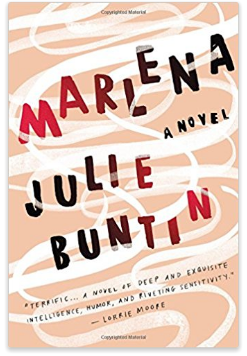 MARLENA
A NOVEL
JULIE
BUNTIN
"TERRIFIC... A NOVEL OF DEEP AND EXQUISITE
INTELLIGENCE, HUMOR, AND RIVETING SENSITIVITY."
— LORRIE MOORE